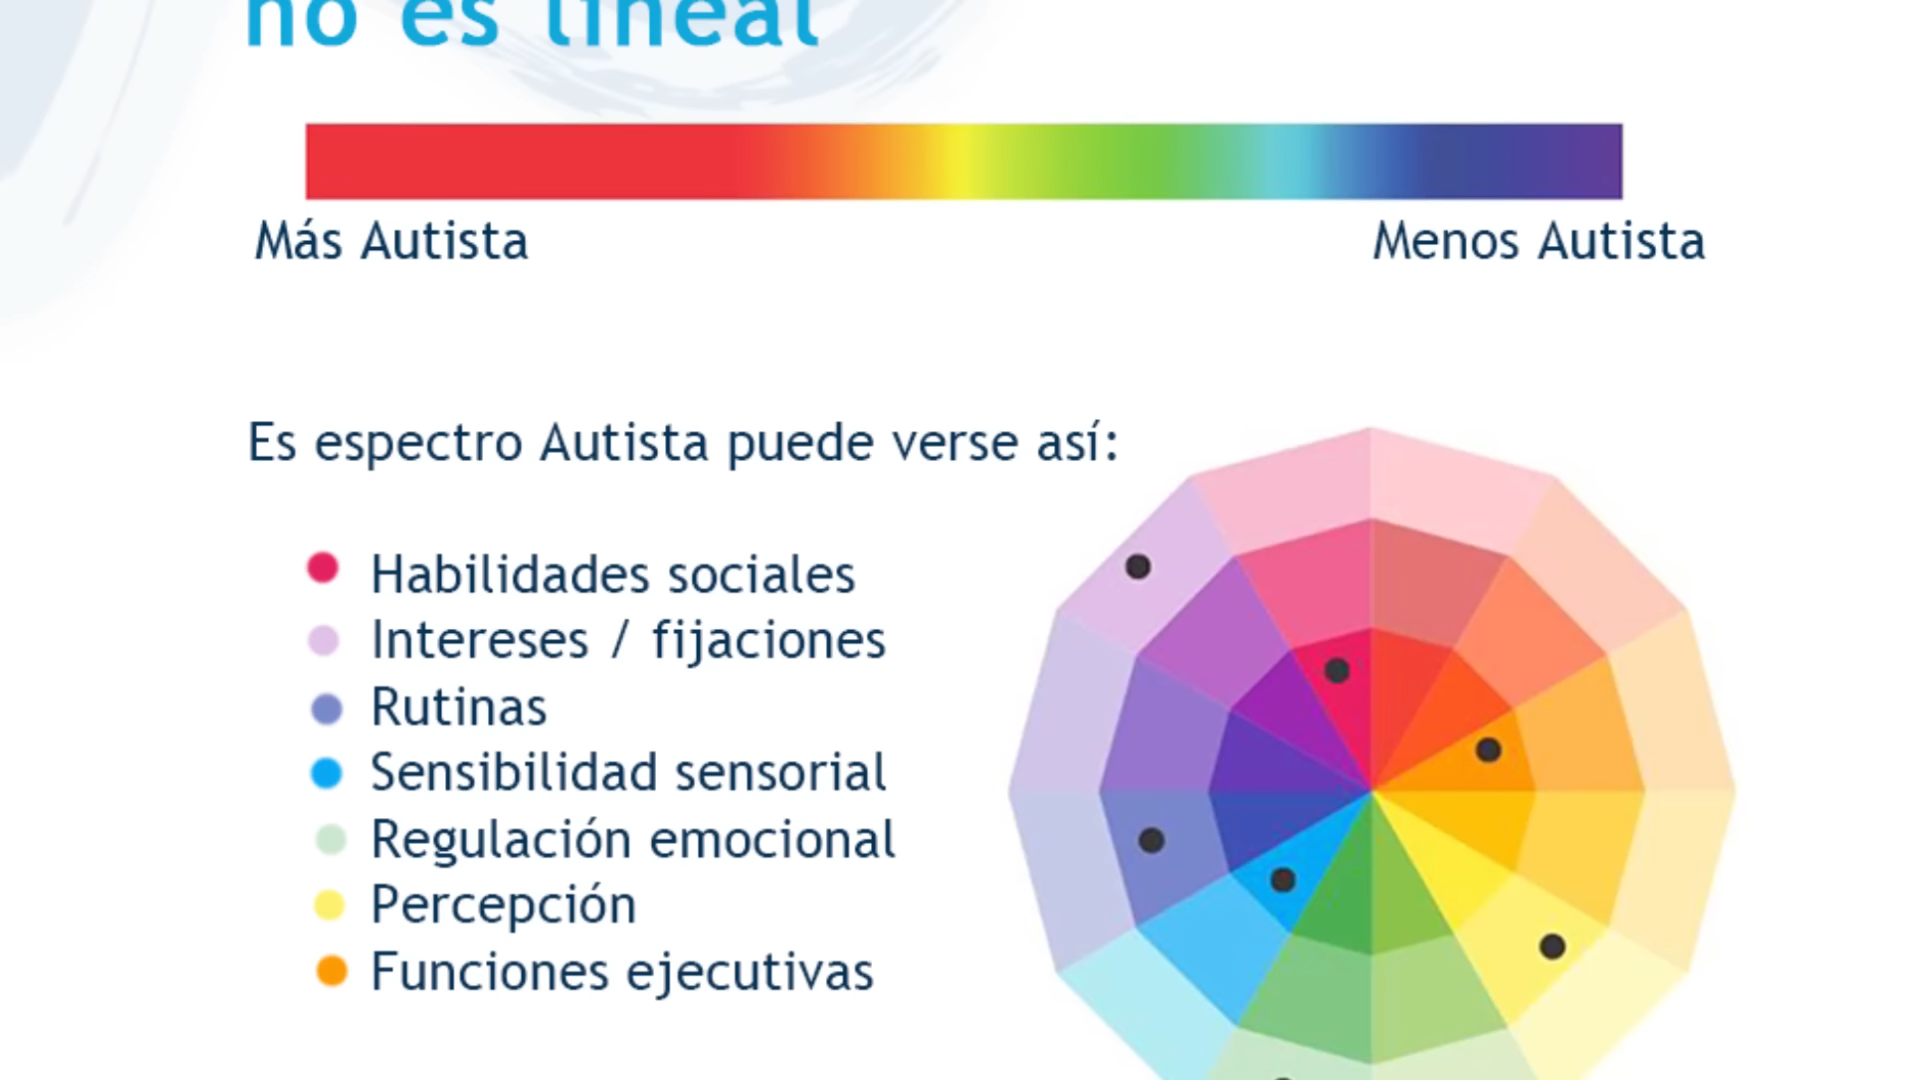 no es lineal
Más Autista
Menos Autista
Es espectro Autista puede verse así:
Habilidades sociales
Intereses / fijaciones
Rutinas
Sensibilidad sensorial
Regulación emocional
Percepción
Funciones ejecutivas